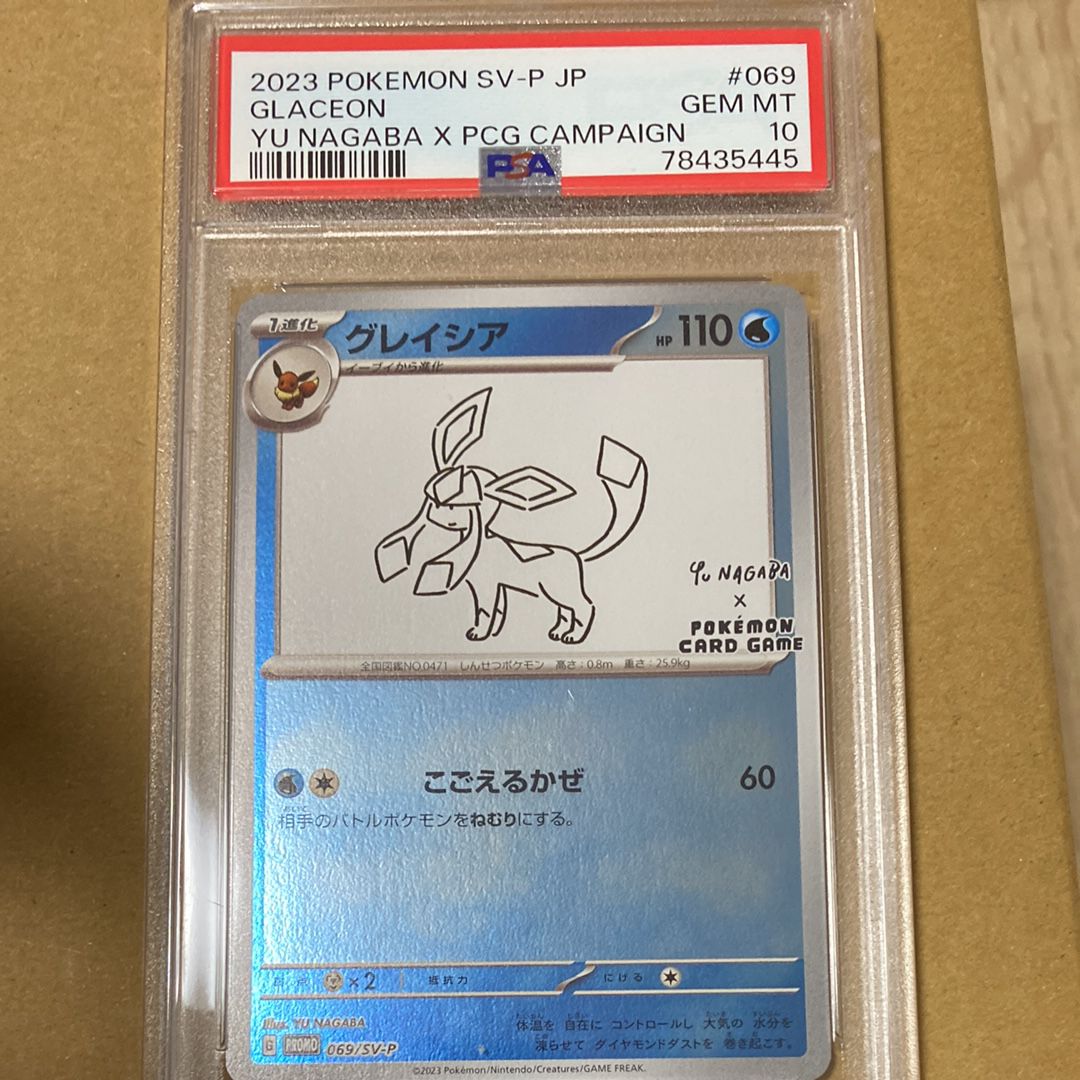 2023 POKEMON SV-P JP #069
GLACEON GEM MT
YU NAGABA X PCG CAMPAIGN 10
PSA 78435445
1進化 グレイシア HP 110
イーブイから進化
YU NAGABA
X
POKÉMON
CARD GAME
全国図鑑NO.0471 しんせつポケモン 高さ:0.8m 重さ:25.9kg
こごえるかぜ 60
相手のバトルポケモンをねむりにする。
弱点 ×2 抵抗力 にげる
Illus. YU NAGABA
体温を 自在に コントロールし 大気の 水分を
G PROMO 069/SV-P 凍らせて ダイヤモンドダストを 巻き起こす。
©2023 Pokémon/Nintendo/Creatures/GAME FREAK.